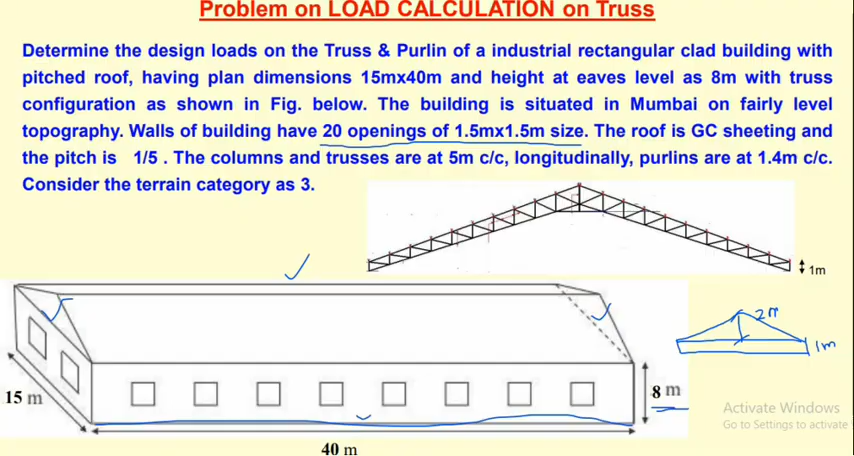 Problem on LOAD CALCULATION on Truss
Determine the design loads on the Truss & Purlin of a industrial rectangular clad building with
pitched roof, having plan dimensions 15mx40m and height at eaves level as 8m with truss
configuration as shown in Fig. below. The building is situated in Mumbai on fairly level
topography. Walls of building have 20 openings of 1.5mx1.5m size. The roof is GC sheeting and
the pitch is 1/5 . The columns and trusses are at 5m c/c, longitudinally, purlins are at 1.4m c/c.
Consider the terrain category as 3.
1m
2m
1m
15 m
8 m
40 m
Activate Windows
Go to Settings to activate